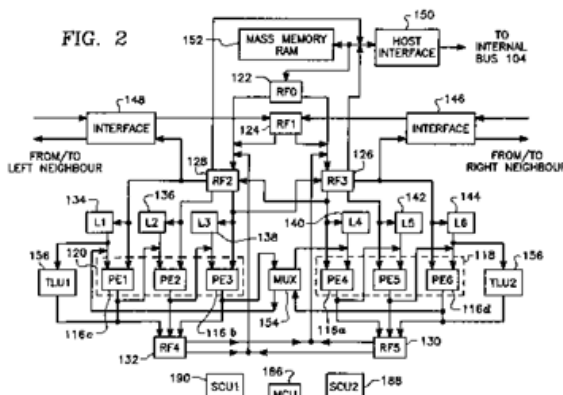 FIG. 2
152
MASS MEMORY RAM
150
HOST INTERFACE
TO INTERNAL BUS 104
122
RF0
148
INTERFACE
124
RF1
146
INTERFACE
FROM/TO LEFT NEIGHBOUR
FROM/TO RIGHT NEIGHBOUR
128
RF2
126
RF3
134
L1
136
L2
L3
138
140
L4
142
L5
144
L6
156
TLU1
120
PE1
PE2
PE3
MUX
154
PE4
PE5
PE6
118
156
TLU2
116c
116b
116a
116d
132
RF4
RF5
130
190
SCU1
186
MCU
SCU2
188